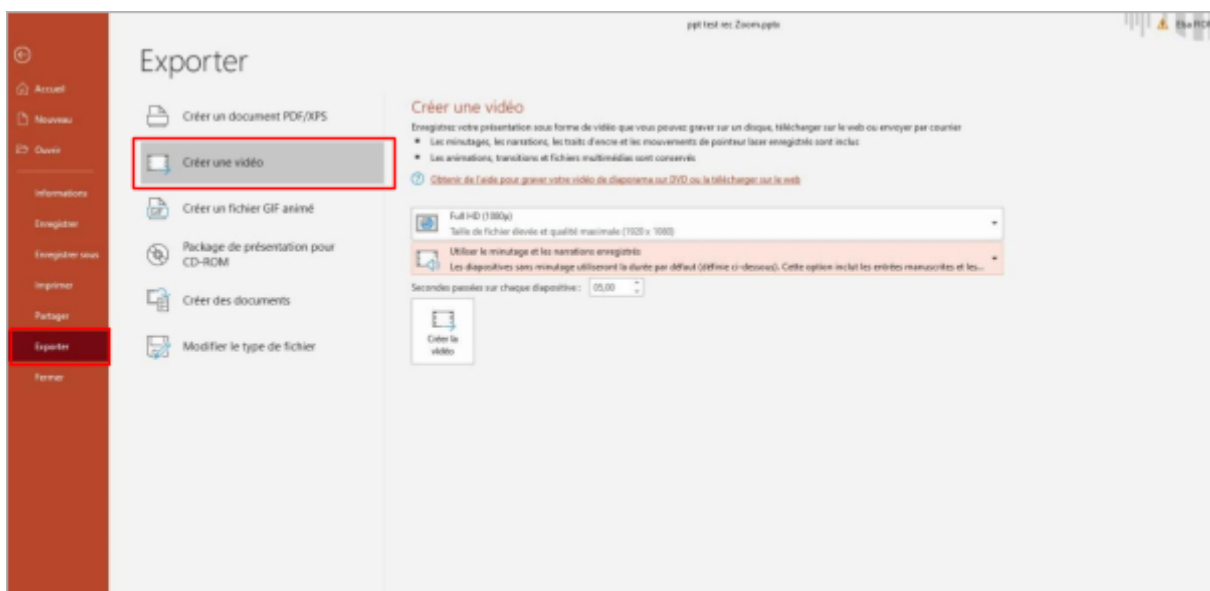 ppt test rec Zoom.pptx
Exporter
Accueil
Nouveau
Ouvrir
Informations
Enregistrer
Enregistrer sous
Imprimer
Partager
Exporter
Fermer
Créer un document PDF/XPS
Créer une vidéo
Créer un fichier GIF animé
Package de présentation pour
CD-ROM
Créer des documents
Modifier le type de fichier
Créer une vidéo
Enregistrez votre présentation sous forme de vidéo que vous pouvez graver sur un disque, télécharger sur le web ou envoyer par courrier
• Les minutages, les narrations, les traits d'encre et les mouvements de pointeur laser enregistrés sont inclus
• Les animations, transitions et fichiers multimédias sont conservés
Obtenir de l'aide pour graver votre vidéo de diaporama sur DVD ou la télécharger sur le web
Full HD (1080p)
Taille de fichier élevée et qualité maximale (1920 x 1080)
Utiliser le minutage et les narrations enregistrés
Les diapositives sans minutage utiliseront la durée par défaut (définie ci-dessous). Cette option inclut les entrées manuscrites et les...
Secondes passées sur chaque diapositive : 05,00
Créer la
vidéo